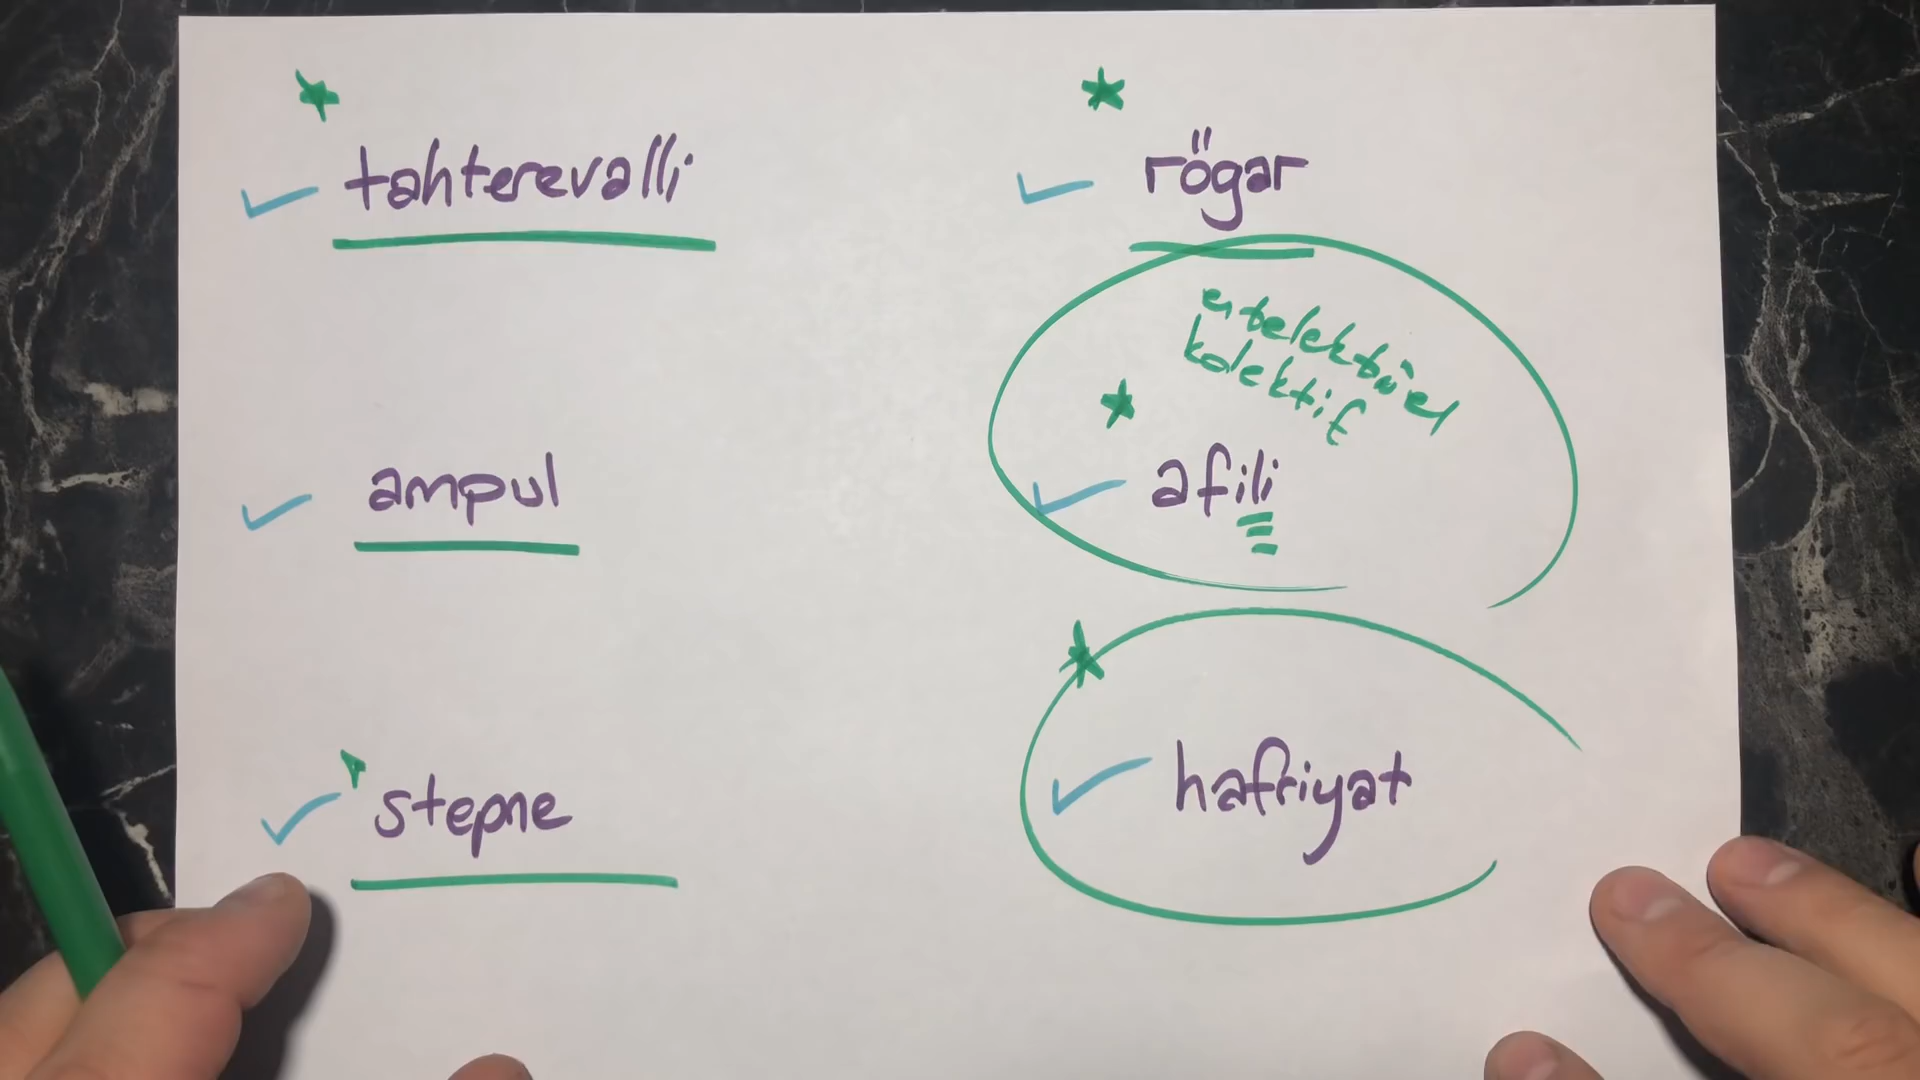 tahterevalli
ampul
stepne
rögar
entelektüel
kolektif
afili
hafriyat